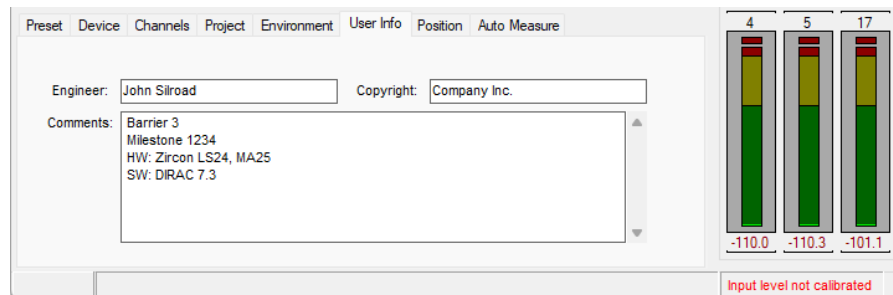 Preset Device Channels Project Environment User Info Position Auto Measure
Engineer: John Silroad Copyright: Company Inc.
Comments: Barrier 3
Milestone 1234
HW: Zircon LS24, MA25
SW: DIRAC 7.3
4 5 17
-110.0 -110.3 -101.1
Input level not calibrated